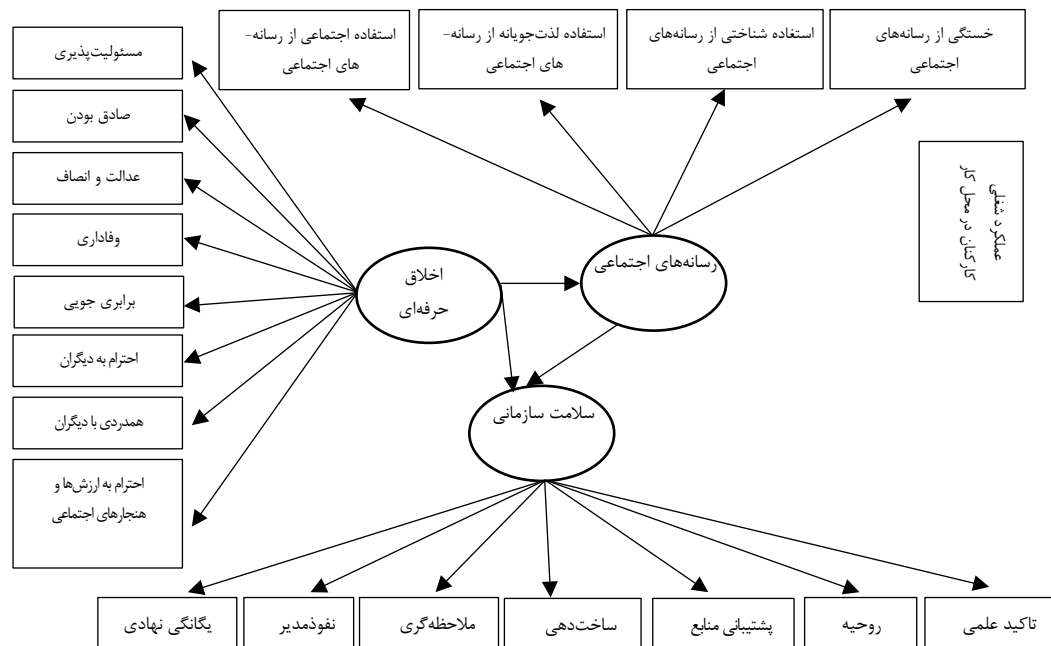 خستگی از رسانه‌های
اجتماعی
استفاده شناختی از رسانه‌های
اجتماعی
استفاده لذت‌جویانه از رسانه-
های اجتماعی
استفاده اجتماعی از رسانه-
های اجتماعی
مسئولیت‌پذیری
صادق بودن
عدالت و انصاف
وفاداری
برابری جویی
احترام به دیگران
همدردی با دیگران
احترام به ارزش‌ها و
هنجارهای اجتماعی
عملکرد شغلی
کارکنان در محل کار
رسانه‌های اجتماعی
اخلاق
حرفه‌ای
سلامت سازمانی
تاکید علمی
روحیه
پشتیبانی منابع
ساخت‌دهی
ملاحظه‌گری
نفوذمدیر
یگانگی نهادی